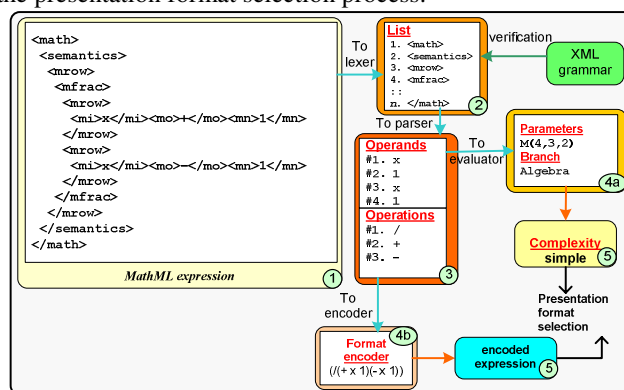 the presentation format selection process.
<math>
<semantics>
<mrow>
<mfrac>
<mrow>
<mi>x</mi><mo>+</mo><mn>1</mn>
</mrow>
<mrow>
<mi>x</mi><mo>-</mo><mn>1</mn>
</mrow>
</mfrac>
</mrow>
</semantics>
</math>
MathML expression
1
To
lexer
List
1. <math>
2. <semantics>
3. <mrow>
4. <mfrac>
::
n. </math>
2
verification
XML
grammar
To parser
Operands
#1. x
#2. 1
#3. x
#4. 1
Operations
#1. /
#2. +
#3. -
3
To
evaluator
Parameters
M(4,3,2)
Branch
Algebra
4a
Complexity
simple
5
Presentation
format
selection
To
encoder
4b
Format
encoder
(/(+ x 1)(- x 1))
encoded
expression
5